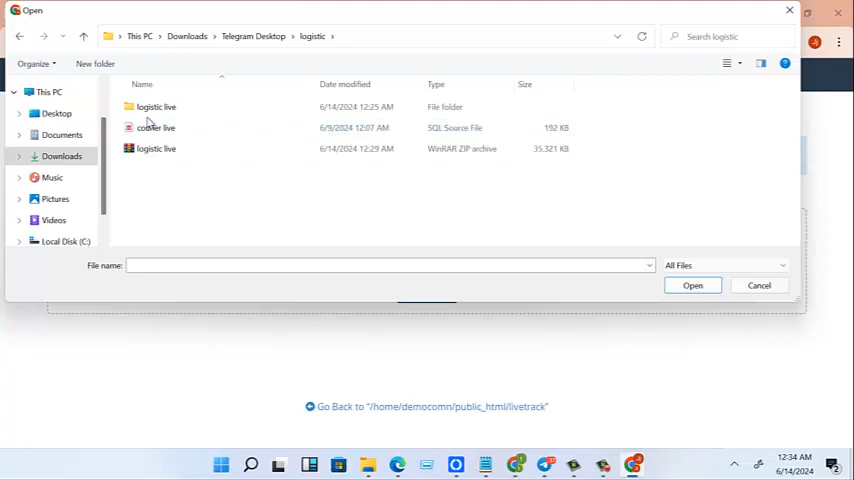 Open
This PC > Downloads > Telegram Desktop > logistic >
Search logistic
Organize
New folder
Name
Date modified
Type
Size
This PC
Desktop
Documents
Downloads
Music
Pictures
Videos
Local Disk (C:)
logistic live
6/14/2024 12:25 AM
File folder
live
6/9/2024 12:07 AM
SQL Source File
192 KB
logistic live
6/14/2024 12:29 AM
WinRAR ZIP archive
35,321 KB
File name:
All Files
Open
Cancel
Go Back to "/home/democomn/public_html/livetrack"
12:34 AM
6/14/2024